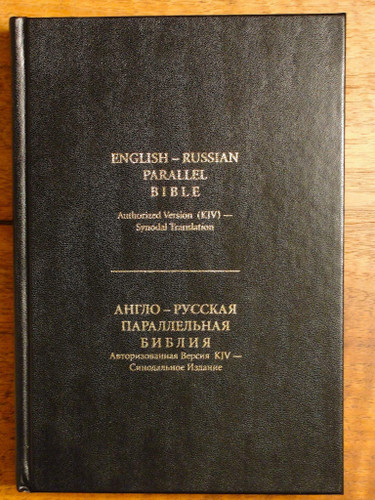 ENGLISH – RUSSIAN
PARALLEL
BIBLE
Authorized Version (KJV) —
Synodal Translation
АНГЛО – РУССКАЯ
ПАРАЛЛЕЛЬНАЯ
БИБЛИЯ
Авторизованная Версия KJV —
Синодальное Издание